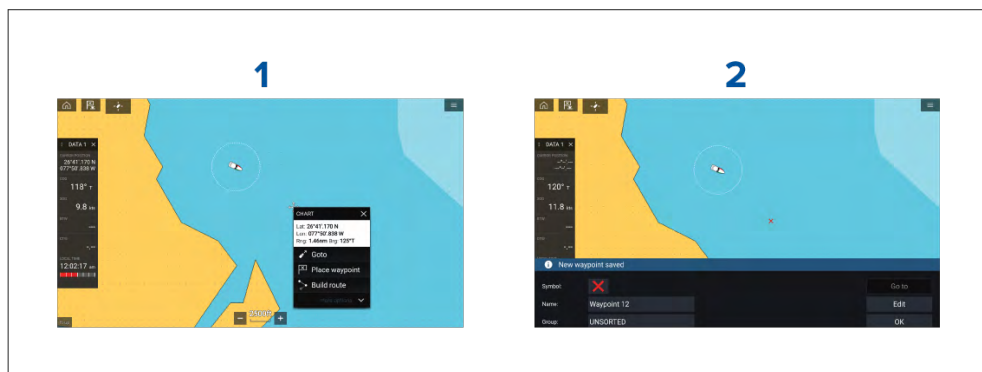 1
2
DATA 1
26°41'.170 N
077°50'.838 W
118° T
9.8 kts
12:02:17
CHART
Lat: 26°41'.170 N
Lon: 077°50'.838 W
Rng: 1.46nm Brg: 125°T
Goto
Place waypoint
Build route
DATA 1
120° T
11.8 kts
New waypoint saved
Symbol:
Go to
Name:
Waypoint 12
Edit
Group:
UNSORTED
OK